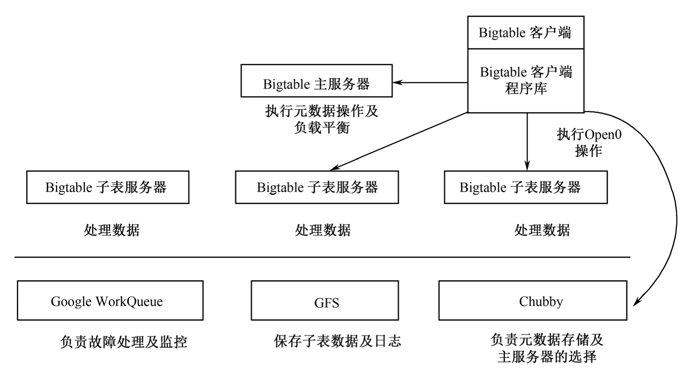 Bigtable 客户端
Bigtable 客户端
程序库
Bigtable 主服务器
执行元数据操作及
负载平衡
执行Open0
操作
Bigtable 子表服务器
Bigtable 子表服务器
Bigtable 子表服务器
处理数据
处理数据
处理数据
Google WorkQueue
GFS
Chubby
负责故障处理及监控
保存子表数据及日志
负责元数据存储及
主服务器的选择